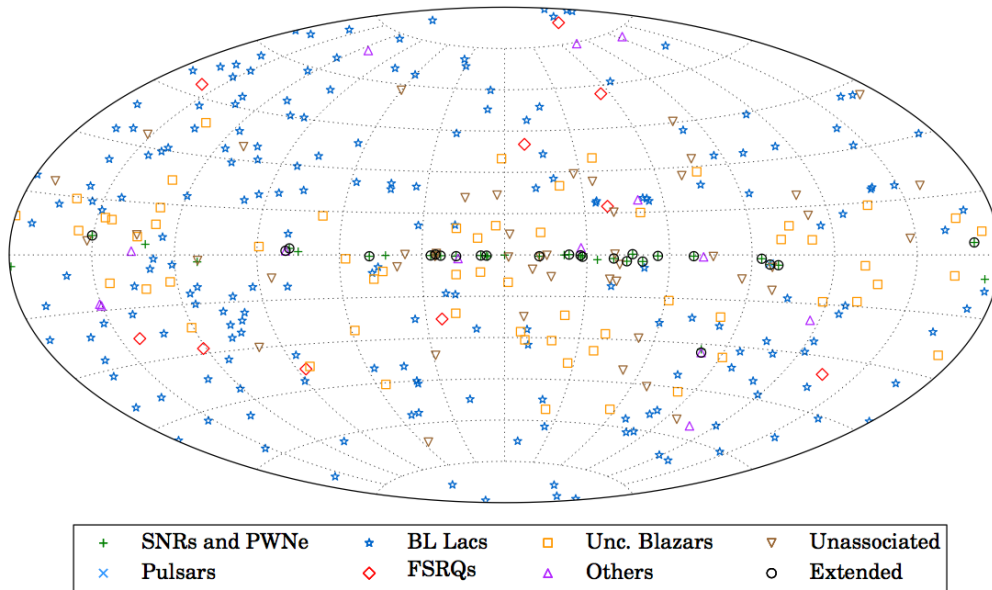 SNRs and PWNe BL Lacs Unc. Blazars Unassociated
Pulsars FSRQs Others Extended